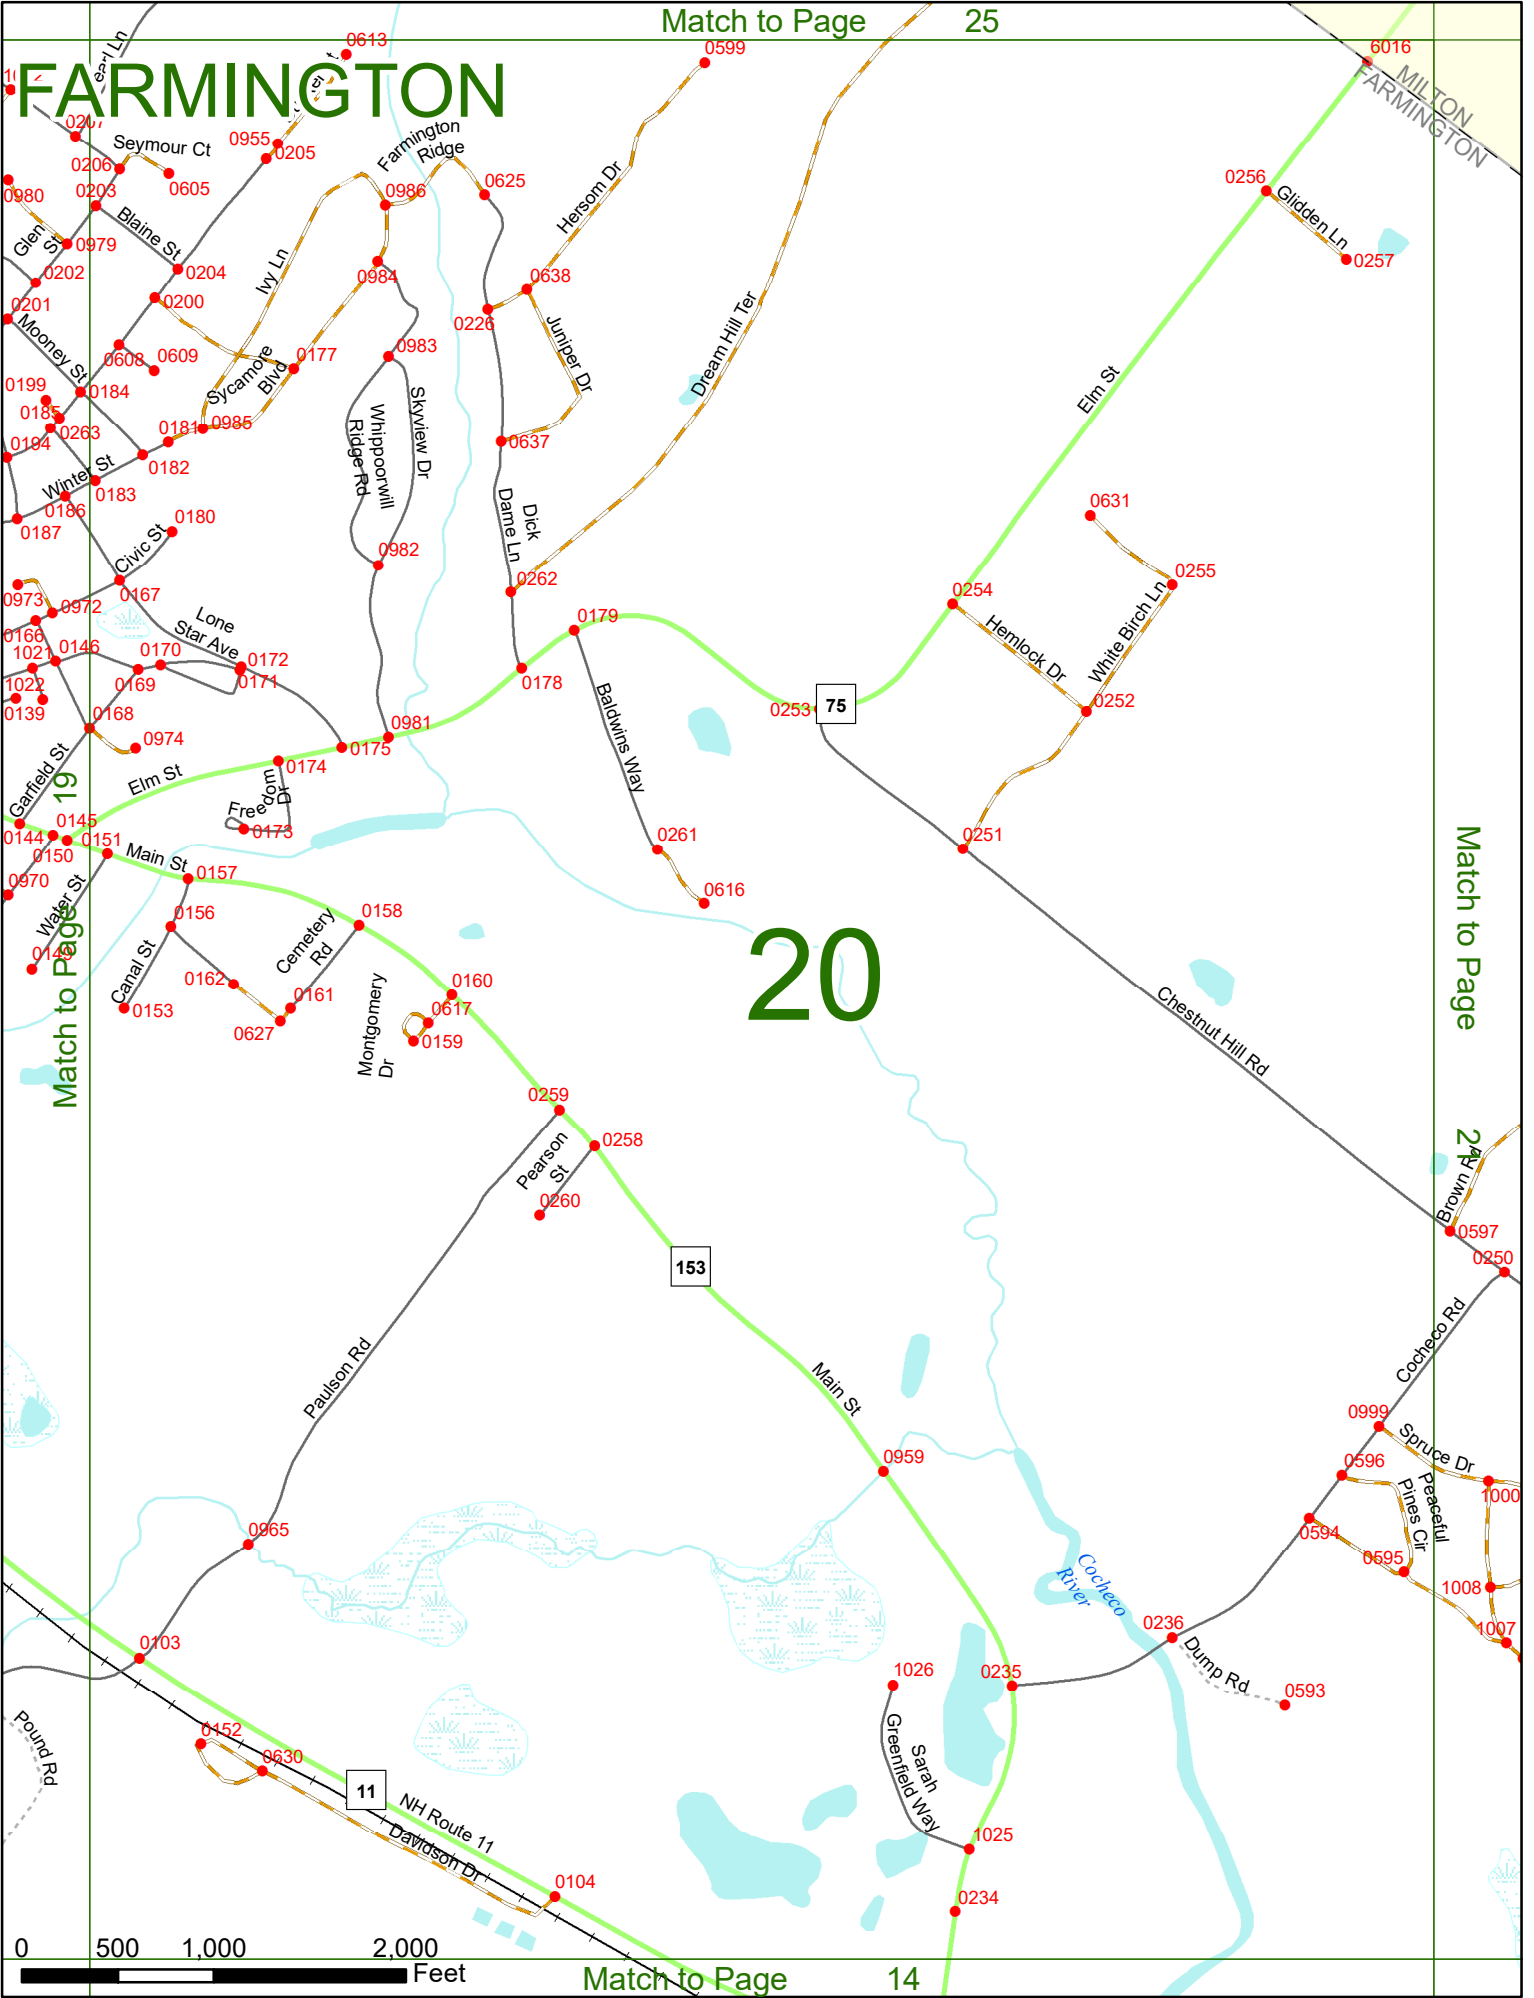 Match to Page 25
FARMINGTON
0613
0599
6016
MILTON
FARMINGTON
0207
Seymour Ct
0955
0205
0206
0605
Farmington
Ridge
0625
0986
Hersom Dr
0256
Glidden Ln
0257
0980
0203
Blaine St
Glen
St
0979
0204
Ivy Ln
0984
0638
0202
0200
0226
0201
Mooney St
0608
0609
0983
Juniper Dr
Dream Hill Ter
Elm St
0199
0184
Sycamore
Blvd
0177
0185
0263
0181
0985
Whippoorwill
Ridge Rd
Skyview Dr
0637
0194
0182
Winter St
0183
0186
0187
Civic St
0180
Dick
Dame Ln
0631
0982
0262
0255
0973
0972
0167
0254
0166
Lone
Star Ave
0179
Hemlock Dr
White Birch Ln
1021
0146
0170
0172
0171
0169
0178
1022
0139
0168
0981
Baldwins Way
0253
75
0252
0974
0175
0174
Garfield St
Elm St
Freedom
Dr
0173
0144
0145
0150
0151
Main St
0261
0251
0157
0970
Water St
0616
0156
Cemetery
Rd
0158
0149
Canal St
0162
0161
0160
0617
0153
0627
Montgomery
Dr
0159
20
Chestnut Hill Rd
Match to Page 19
Match to Page 21
0259
0258
Pearson
St
0260
Brown Rd
0597
0250
153
Cocheco Rd
Paulson Rd
Main St
0999
Spruce Dr
0959
0596
1000
Peaceful
Pines Cir
0594
0595
0965
1008
Cocheco
River
1007
0103
0236
Dump Rd
0593
1026
0235
Pound Rd
0152
0630
Sarah
Greenfield Way
11
NH Route 11
Davidson Dr
1025
0104
0234
0 500 1,000 2,000
Feet
Match to Page 14